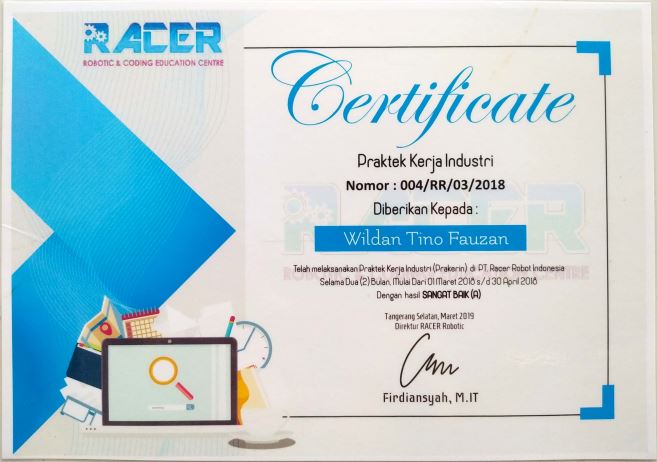 RACER
ROBOTIC & CODING EDUCATION CENTRE
Certificate
Praktek Kerja Industri
Nomor : 004/RR/03/2018
Diberikan Kepada :
Wildan Tino Fauzan
Telah melaksanakan Praktek Kerja Industri (Prakerin) di PT. Racer Robot Indonesia
Selama Dua (2) Bulan, Mulai Dari 01 Maret 2018 s/d 30 April 2018
Dengan hasil SANGAT BAIK (A)
Tangerang Selatan, Maret 2019
Direktur RACER Robotic
Firdiansyah, M.IT